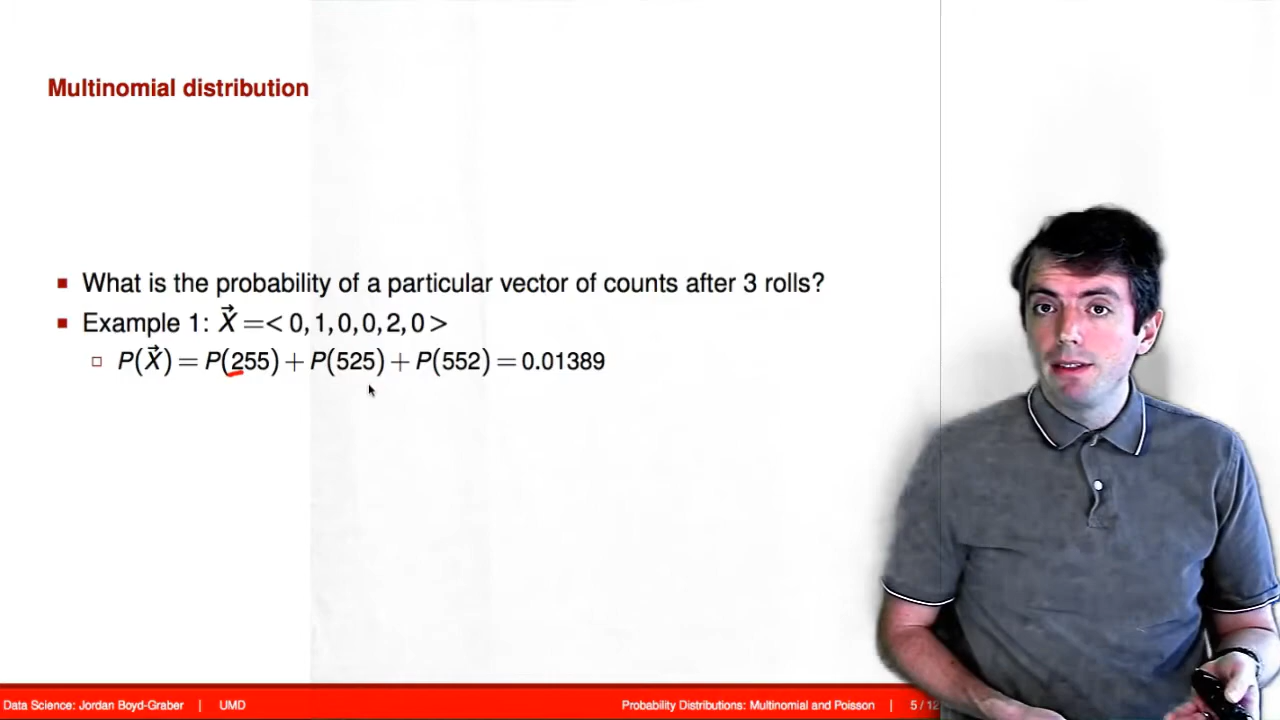 Multinomial distribution
What is the probability of a particular vector of counts after 3 rolls?
Example 1: X⃗ =< 0, 1, 0, 0, 2, 0 >
P(X⃗) = P(255) + P(525) + P(552) = 0.01389
Data Science: Jordan Boyd-Graber | UMD Probability Distributions: Multinomial and Poisson | 5 / 12